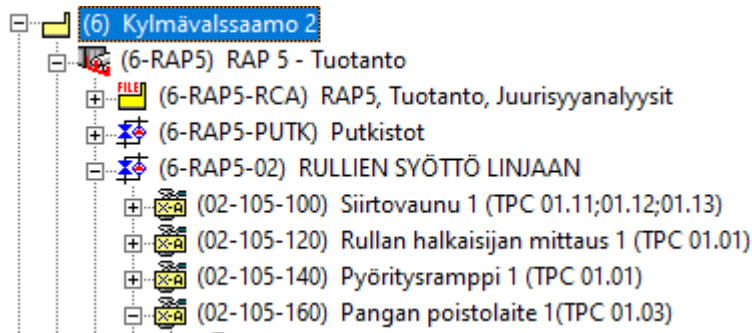 (6) Kylmävalssaamo 2
(6-RAP5) RAP 5 - Tuotanto
FILE (6-RAP5-RCA) RAP5, Tuotanto, Juurisyyanalyysit
(6-RAP5-PUTK) Putkistot
(6-RAP5-02) RULLIEN SYÖTTÖ LINJAAN
X-A (02-105-100) Siirtovaunu 1 (TPC 01.11;01.12;01.13)
X-A (02-105-120) Rullan halkaisijan mittaus 1 (TPC 01.01)
X-A (02-105-140) Pyöritysramppi 1 (TPC 01.01)
X-A (02-105-160) Pangan poistolaite 1(TPC 01.03)